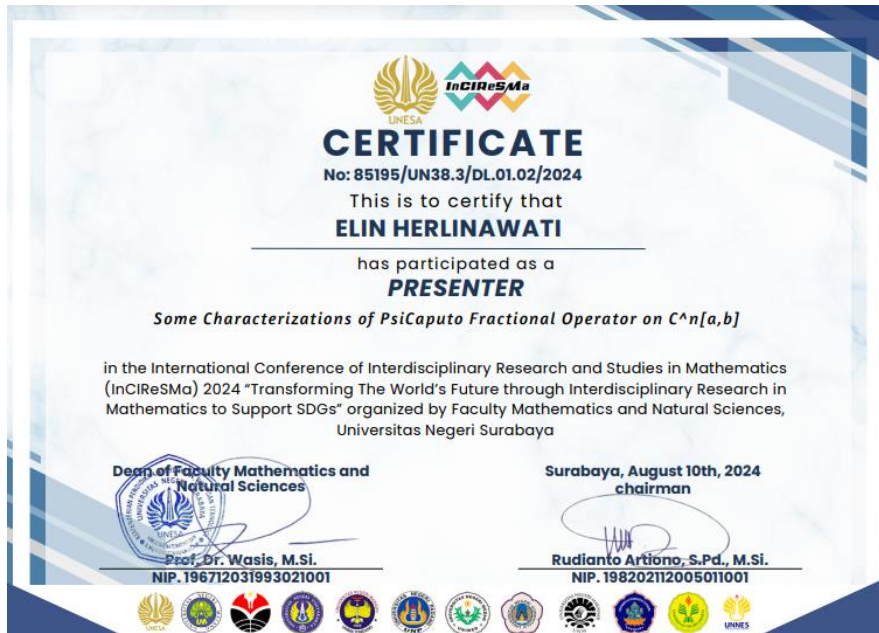 UNESA
InCIReSMa
CERTIFICATE
No: 85195/UN38.3/DL.01.02/2024
This is to certify that
ELIN HERLINAWATI
has participated as a
PRESENTER
Some Characterizations of PsiCaputo Fractional Operator on C^n[a,b]
in the International Conference of Interdisciplinary Research and Studies in Mathematics
(InCIReSMa) 2024 “Transforming The World’s Future through Interdisciplinary Research in
Mathematics to Support SDGs” organized by Faculty Mathematics and Natural Sciences,
Universitas Negeri Surabaya
Dean of Faculty Mathematics and
Natural Sciences
UNESA
Prof, Dr. Wasis, M.Si.
NIP. 196712031993021001
Surabaya, August 10th, 2024
chairman
Rudianto Artiono, S.Pd., M.Si.
NIP. 198202112005011001
UNESA
UNNES